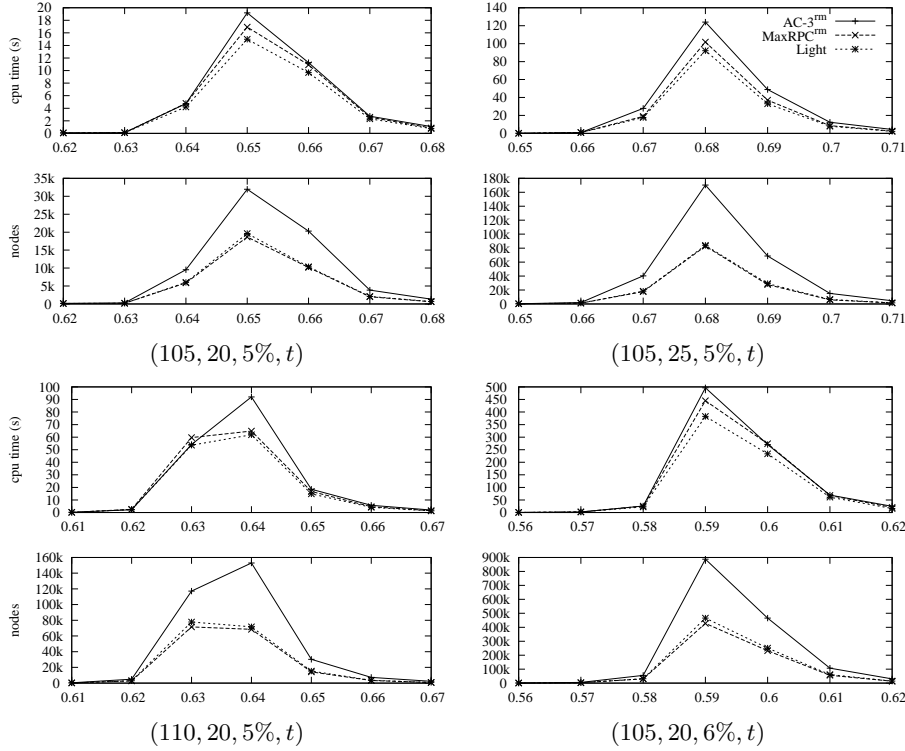 20
18
16
14
12
10
8
6
4
2
0
cpu time (s)
0.62 0.63 0.64 0.65 0.66 0.67 0.68
140
120
100
80
60
40
20
0
AC-3rm
MaxRPCrm
Light
0.65 0.66 0.67 0.68 0.69 0.7 0.71
35k
30k
25k
20k
15k
10k
5k
0
nodes
0.62 0.63 0.64 0.65 0.66 0.67 0.68
180k
160k
140k
120k
100k
80k
60k
40k
20k
0
0.65 0.66 0.67 0.68 0.69 0.7 0.71
(105, 20, 5%, t)
(105, 25, 5%, t)
100
90
80
70
60
50
40
30
20
10
0
cpu time (s)
0.61 0.62 0.63 0.64 0.65 0.66 0.67
500
450
400
350
300
250
200
150
100
50
0
0.56 0.57 0.58 0.59 0.6 0.61 0.62
160k
140k
120k
100k
80k
60k
40k
20k
0
nodes
0.61 0.62 0.63 0.64 0.65 0.66 0.67
900k
800k
700k
600k
500k
400k
300k
200k
100k
0
0.56 0.57 0.58 0.59 0.6 0.61 0.62
(110, 20, 5%, t)
(105, 20, 6%, t)